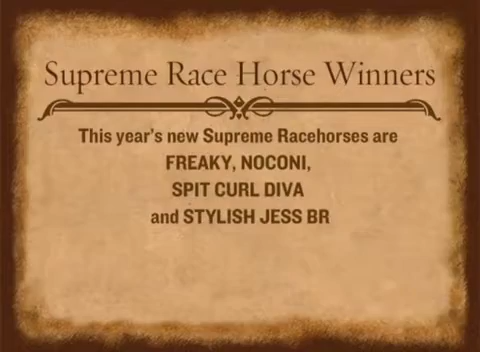 Supreme Race Horse Winners
This year's new Supreme Racehorses are
FREAKY, NOCONI,
SPIT CURL DIVA
and STYLISH JESS BR